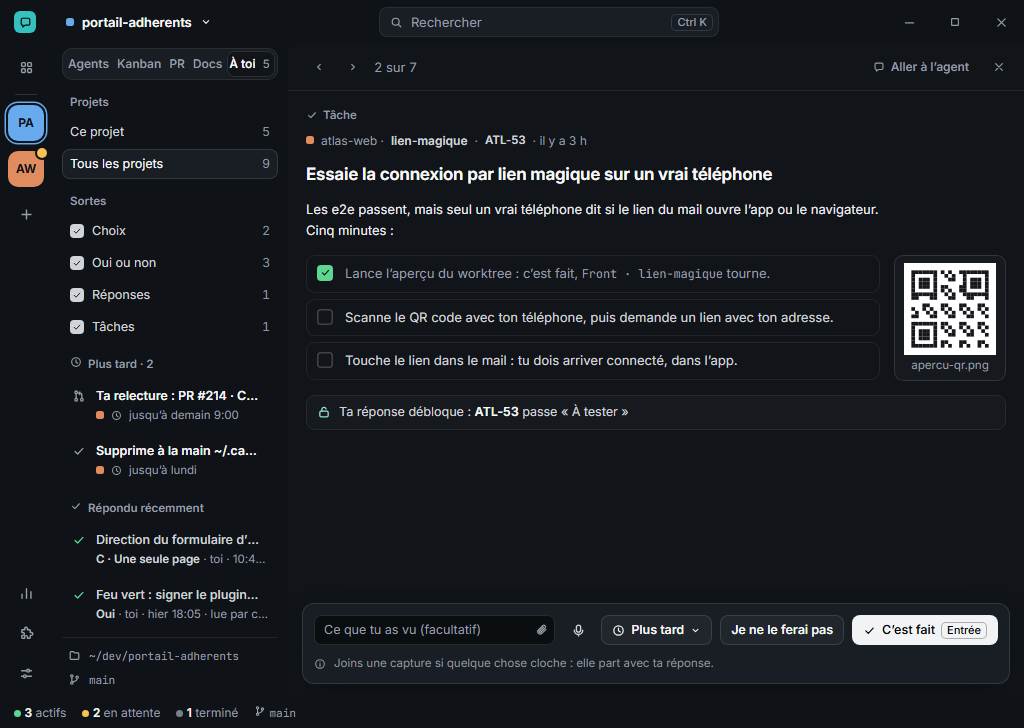 portail-adherents
Rechercher
Ctrl K
Agents Kanban PR Docs À toi 5
2 sur 7
Aller à l'agent
PA
AW
Projets
Ce projet 5
Tous les projets 9
Sortes
Choix 2
Oui ou non 3
Réponses 1
Tâches 1
Plus tard · 2
Ta relecture : PR #214 · C...
jusqu'à demain 9:00
Supprime à la main ~/.ca...
jusqu'à lundi
Répondu récemment
Direction du formulaire d'...
C · Une seule page · toi · 10:4...
Feu vert : signer le plugin...
Oui · toi · hier 18:05 · lue par c...
~/dev/portail-adherents
main
Tâche
atlas-web · lien-magique · ATL-53 · il y a 3 h
Essaie la connexion par lien magique sur un vrai téléphone
Les e2e passent, mais seul un vrai téléphone dit si le lien du mail ouvre l'app ou le navigateur.
Cinq minutes :
Lance l'aperçu du worktree : c'est fait, Front · lien-magique tourne.
Scanne le QR code avec ton téléphone, puis demande un lien avec ton adresse.
Touche le lien dans le mail : tu dois arriver connecté, dans l'app.
apercu-qr.png
Ta réponse débloque : ATL-53 passe « À tester »
Ce que tu as vu (facultatif)
Plus tard
Je ne le ferai pas
C'est fait Entrée
Joins une capture si quelque chose cloche : elle part avec ta réponse.
3 actifs 2 en attente 1 terminé main